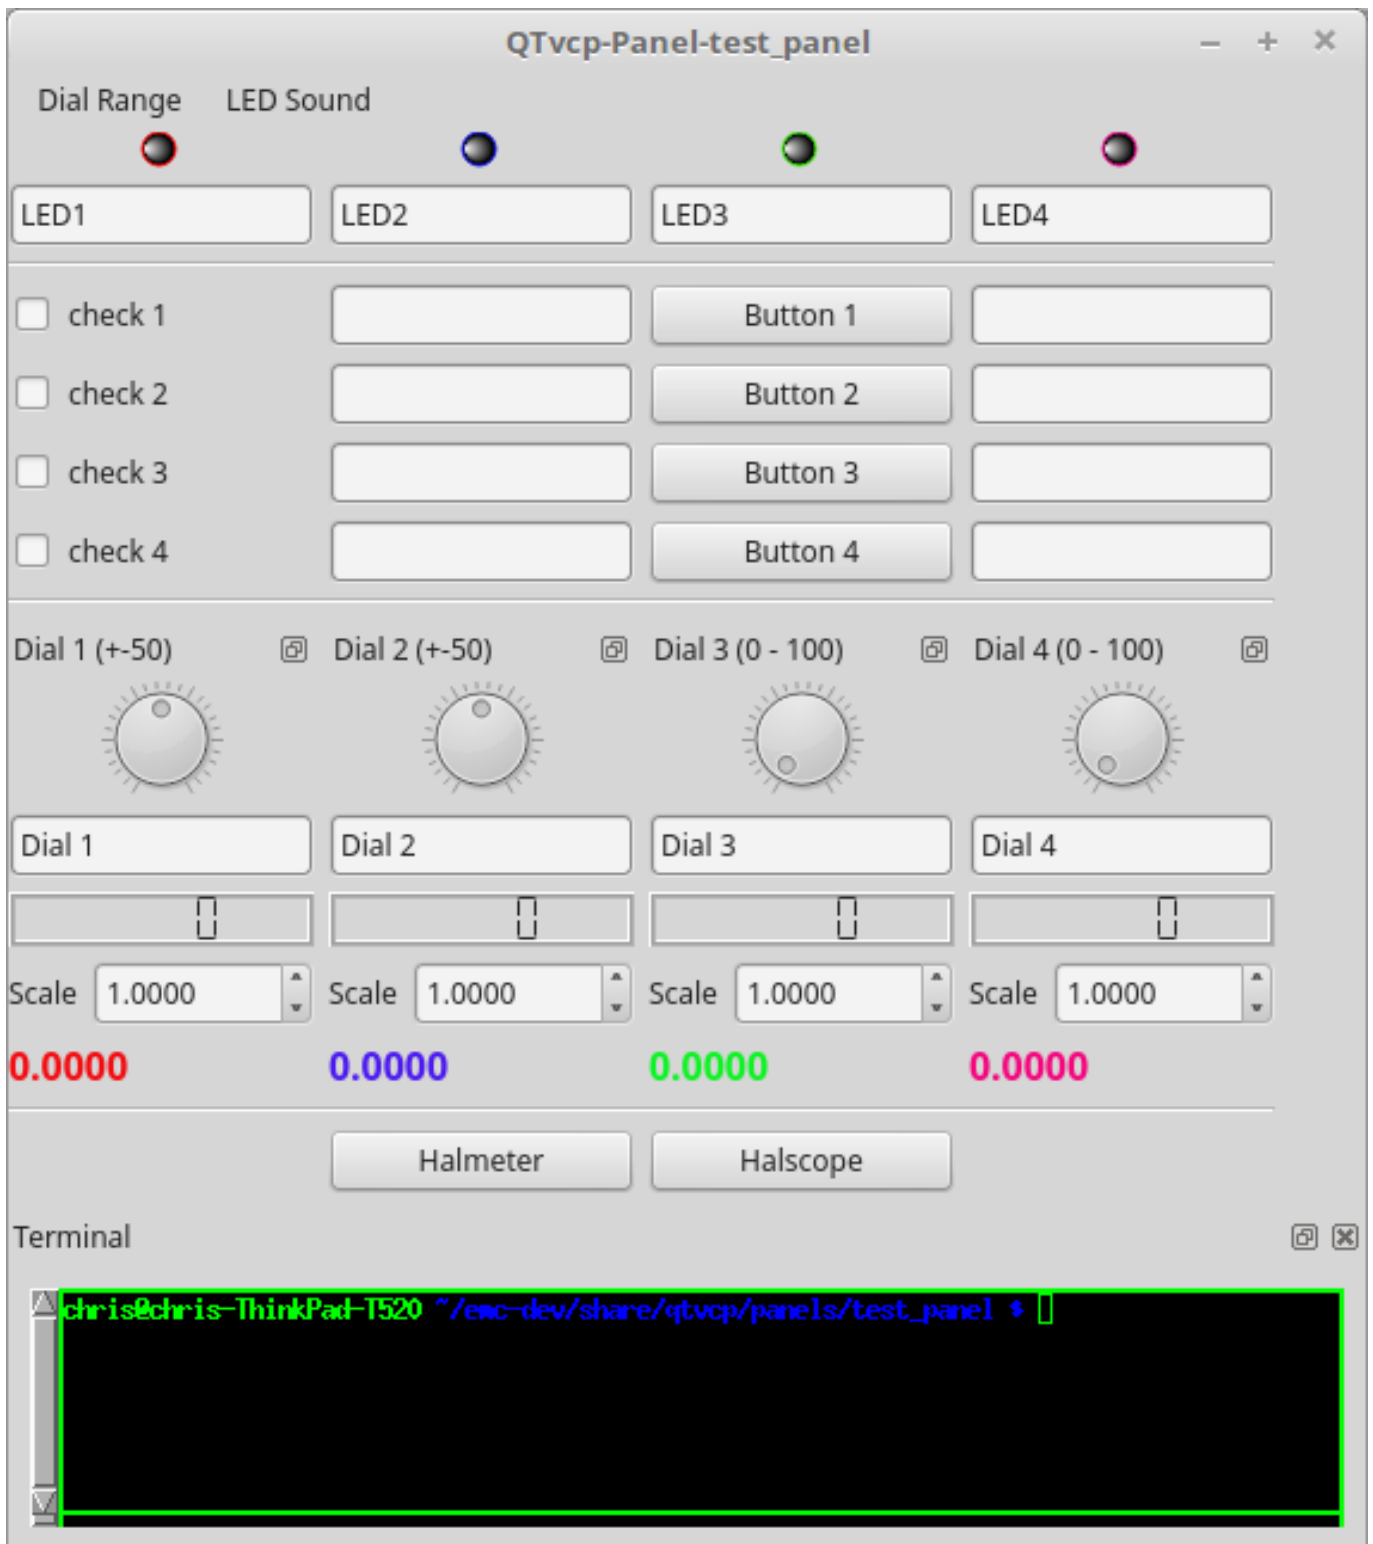 QTvcp-Panel-test_panel
Dial Range LED Sound
LED1 LED2 LED3 LED4
check 1 Button 1
check 2 Button 2
check 3 Button 3
check 4 Button 4
Dial 1 (+-50) Dial 2 (+-50) Dial 3 (0 - 100) Dial 4 (0 - 100)
Dial 1 Dial 2 Dial 3 Dial 4
0 0 0 0
Scale 1.0000 Scale 1.0000 Scale 1.0000 Scale 1.0000
0.0000 0.0000 0.0000 0.0000
Halmeter Halscope
Terminal
chris@chris-ThinkPad-T520 ~/emc-dev/share/qtvcp/panels/test_panel $